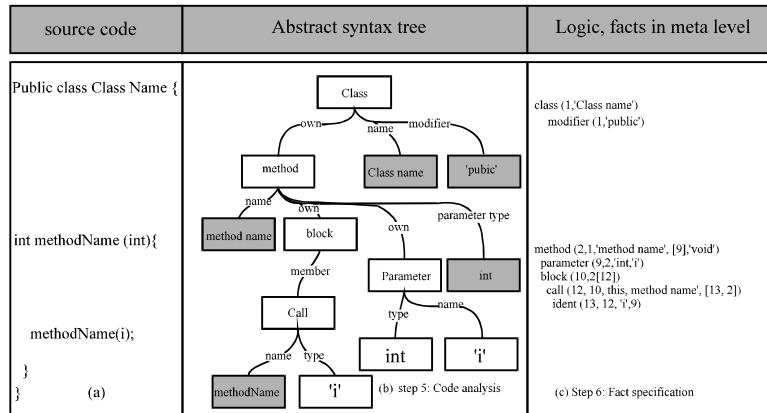 source code
Abstract syntax tree
Logic, facts in meta level
Public class Class Name {
int methodName (int){
methodName(i);
}
}
(a)
Class
own
name
modifier
method
Class name
'pubic'
name
own
own
parameter type
method name
block
Parameter
int
member
type
name
Call
int
'i'
name
type
methodName
'i'
(b) step 5: Code analysis
class (1,'Class name')
modifier (1,'public')
method (2,1,'method name', [9],'void')
parameter (9,2,'int,'i')
block (10,2[12])
call (12, 10, this, method name', [13, 2])
ident (13, 12, 'i',9)
(c) Step 6: Fact specification